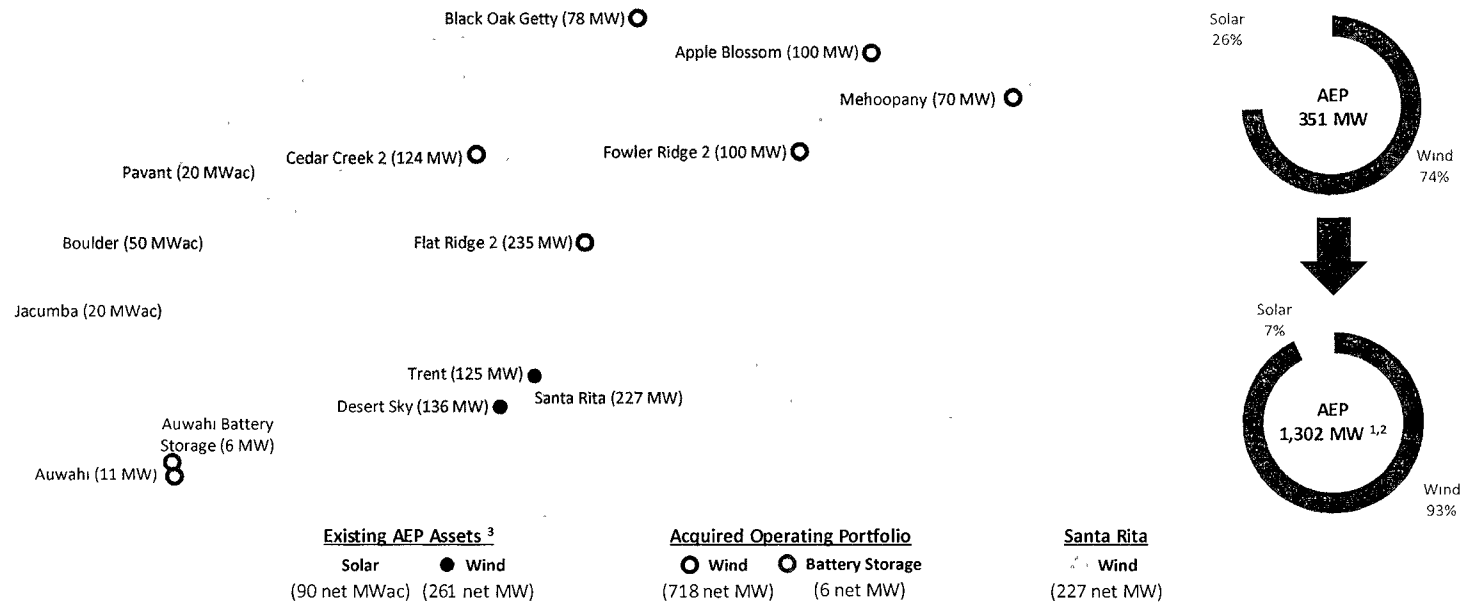 Black Oak Getty (78 MW)
Apple Blossom (100 MW)
Mehoopany (70 MW)
Cedar Creek 2 (124 MW)
Fowler Ridge 2 (100 MW)
Pavant (20 MWac)
Boulder (50 MWac)
Flat Ridge 2 (235 MW)
Jacumba (20 MWac)
Trent (125 MW)
Santa Rita (227 MW)
Desert Sky (136 MW)
Auwahi Battery
Storage (6 MW)
Auwahi (11 MW)
Solar
26%
AEP
351 MW
Wind
74%
Solar
7%
AEP
1,302 MW 1,2
Wind
93%
Existing AEP Assets 3
Solar
Wind
(90 net MWac) (261 net MW)
Acquired Operating Portfolio
Wind
Battery Storage
(718 net MW) (6 net MW)
Santa Rita
Wind
(227 net MW)